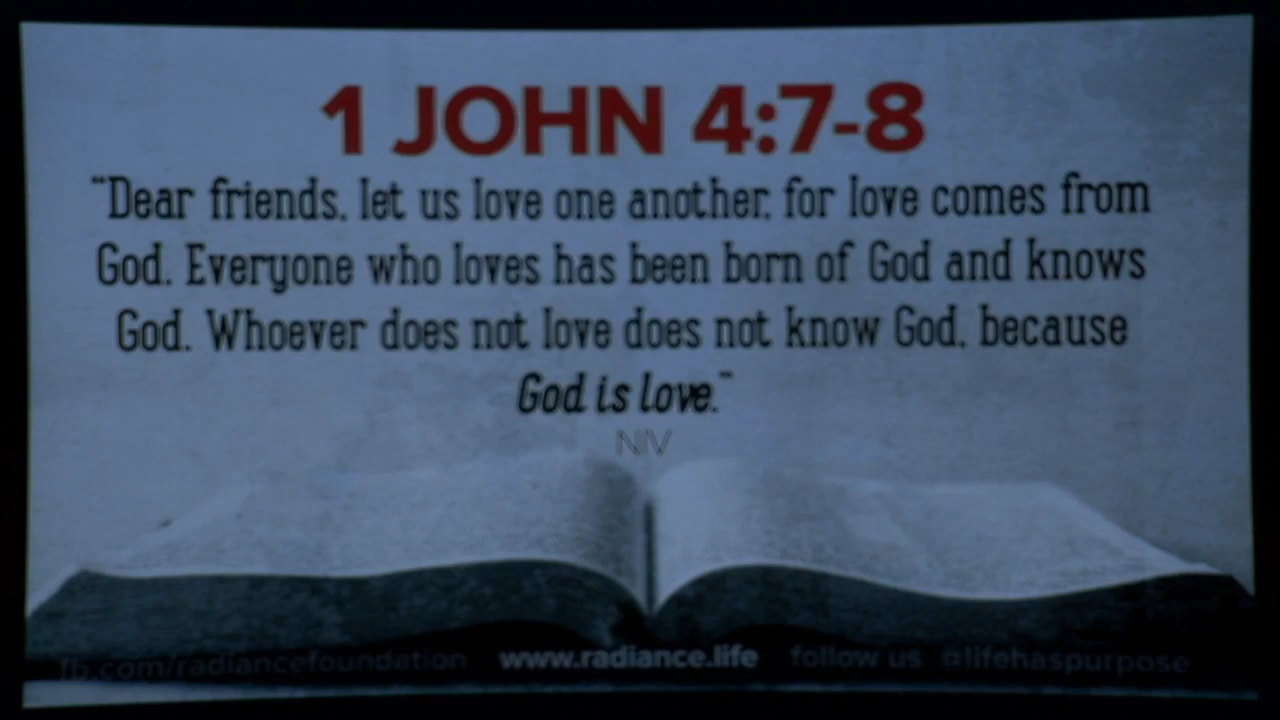 1 JOHN 4:7-8
"Dear friends, let us love one another, for love comes from
God. Everyone who loves has been born of God and knows
God. Whoever does not love does not know God, because
God is love."
NIV
fb.com/radiancefoundation www.radiance.life follow us @lifehaspurpose